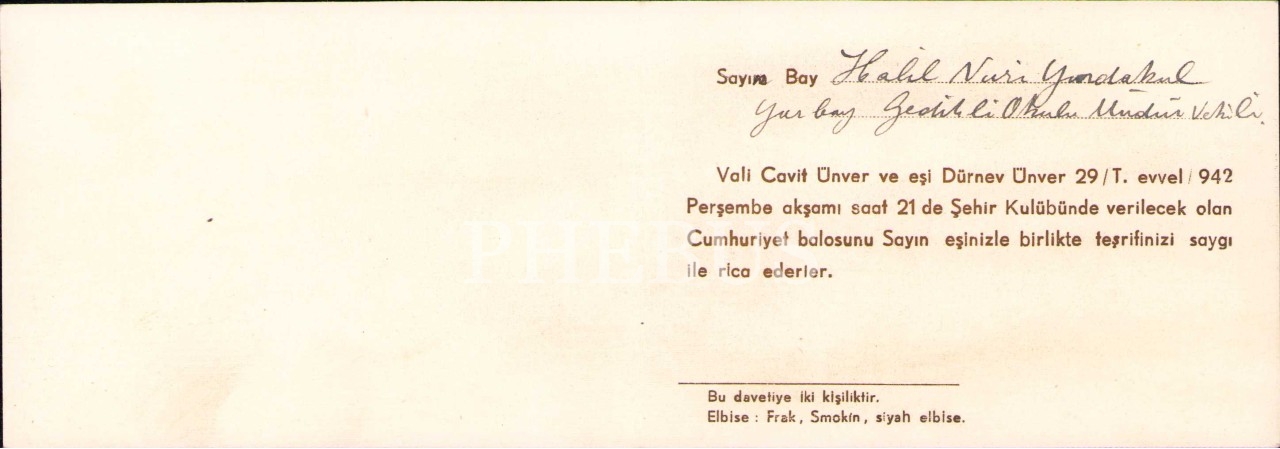 Sayın Bay Halil Nuri Yurdakul
Yarbay Gedikli Okulu Müdür Vekili.
Vali Cavit Ünver ve eşi Dürnev Ünver 29/T. evvel/942
Perşembe akşamı saat 21 de Şehir Kulübünde verilecek olan
Cumhuriyet balosunu Sayın eşinizle birlikte teşrifinizi saygı
ile rica ederler.
PHEBUS
Bu davetiye iki kişiliktir.
Elbise : Frak, Smokin, siyah elbise.